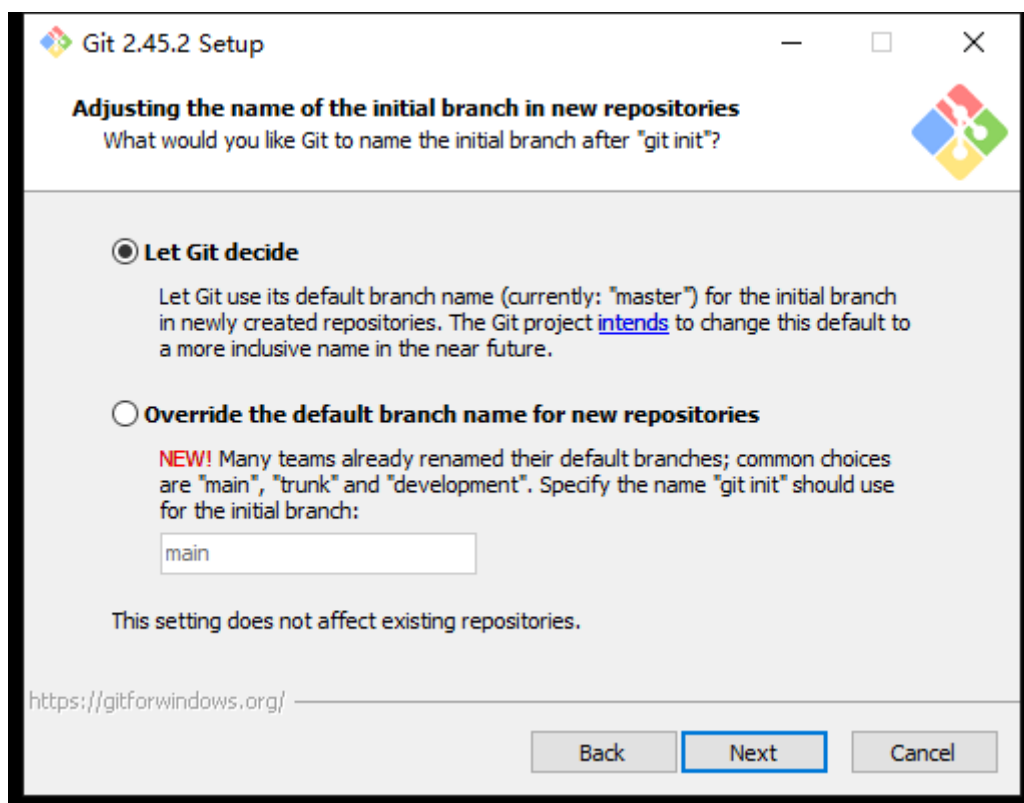 Git 2.45.2 Setup
Adjusting the name of the initial branch in new repositories
What would you like Git to name the initial branch after "git init"?
Let Git decide
Let Git use its default branch name (currently: "master") for the initial branch
in newly created repositories. The Git project intends to change this default to
a more inclusive name in the near future.
Override the default branch name for new repositories
NEW! Many teams already renamed their default branches; common choices
are "main", "trunk" and "development". Specify the name "git init" should use
for the initial branch:
main
This setting does not affect existing repositories.
https://gitforwindows.org/
Back Next Cancel